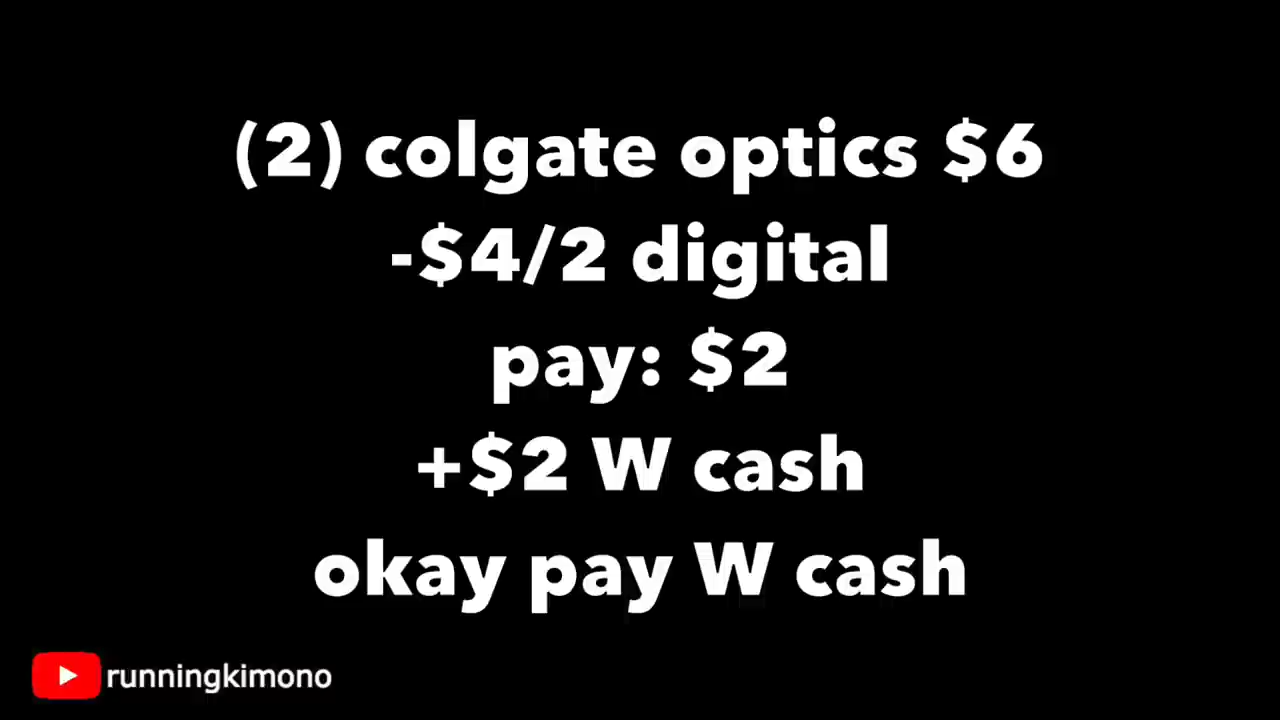 (2) colgate optics $6
-$4/2 digital
pay: $2
+$2 W cash
okay pay W cash
runningkimono